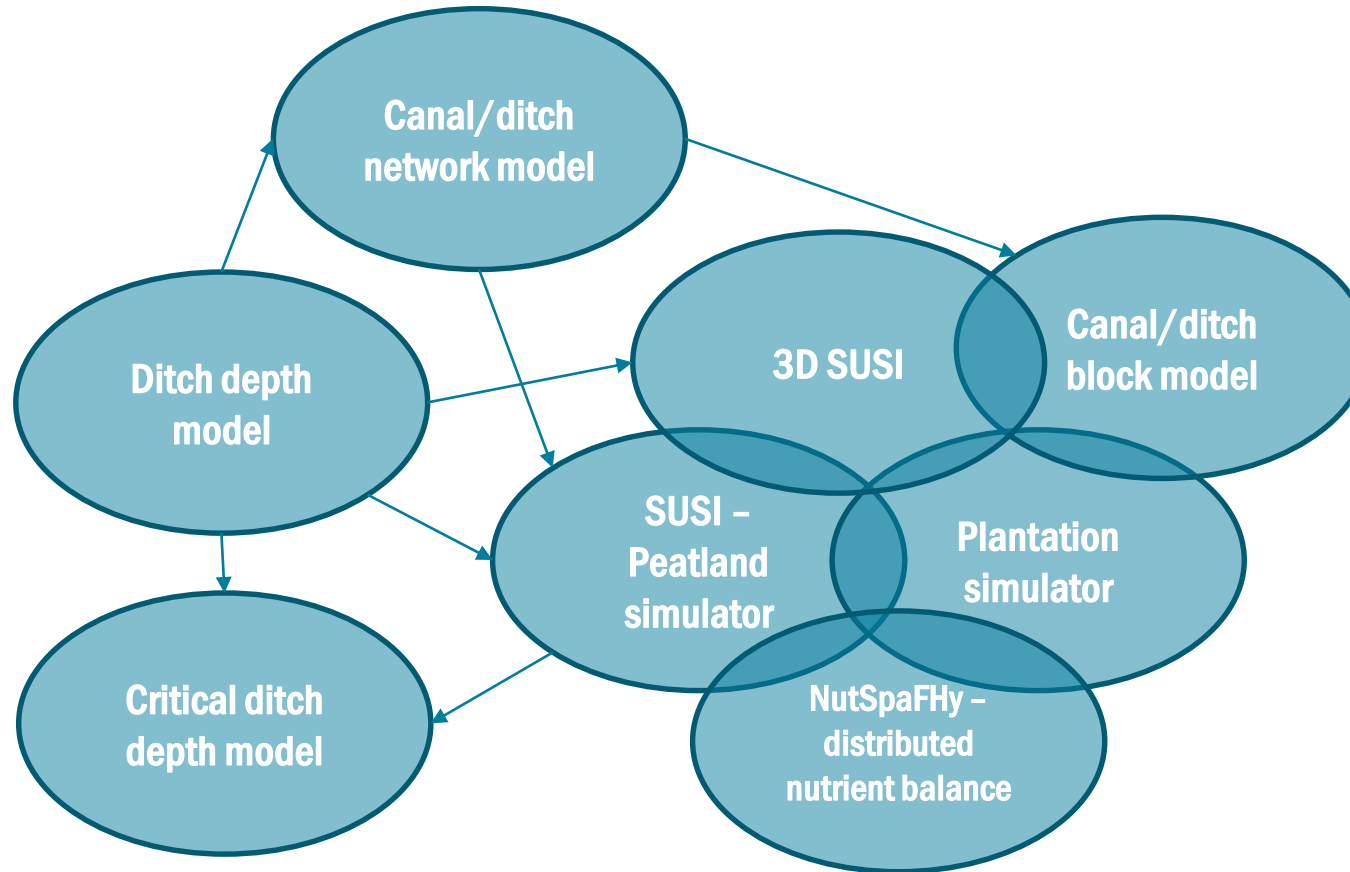 Canal/ditch
network model
Ditch depth
model
3D SUSI
Canal/ditch
block model
SUSI –
Peatland
simulator
Plantation
simulator
Critical ditch
depth model
NutSpaFHy –
distributed
nutrient balance